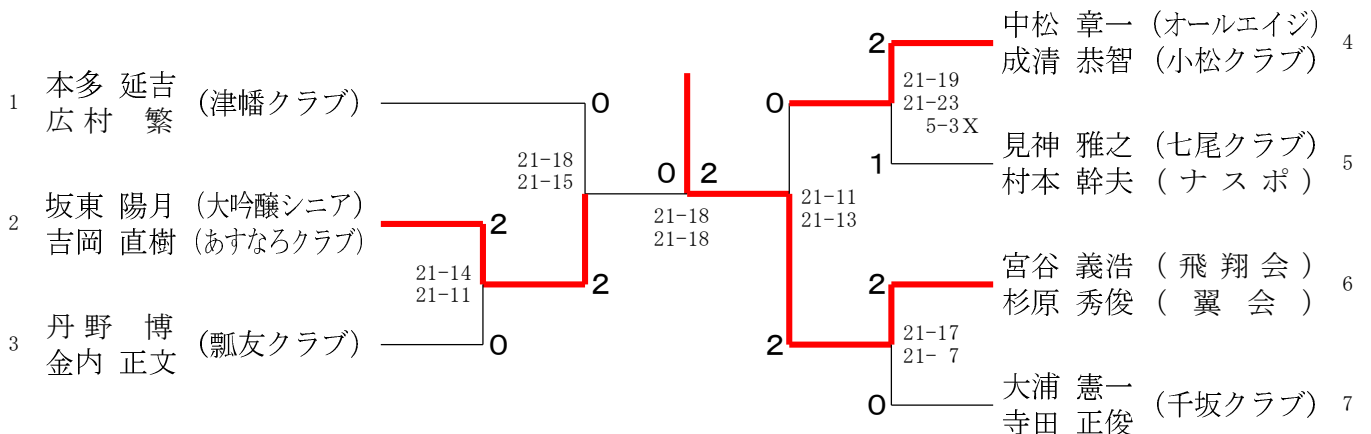 1 本多 延吉 (津幡クラブ)
広村 繁
0
21-18
21-15
2 坂東 陽月 (大吟醸シニア)
吉岡 直樹 (あすなろクラブ)
2
21-14
21-11
2
3 丹野 博 (瓢友クラブ)
金内 正文
0
0 2
21-18
21-18
中松 章一 (オールエイジ) 4
成清 恭智 (小松クラブ)
2
21-19
21-23
5-3X
0
見神 雅之 (七尾クラブ) 5
村本 幹夫 (ナスポ)
1
21-11
21-13
宮谷 義浩 (飛翔会) 6
杉原 秀俊 (翼会)
2
21-17
21- 7
2
大浦 憲一 (千坂クラブ) 7
寺田 正俊
0